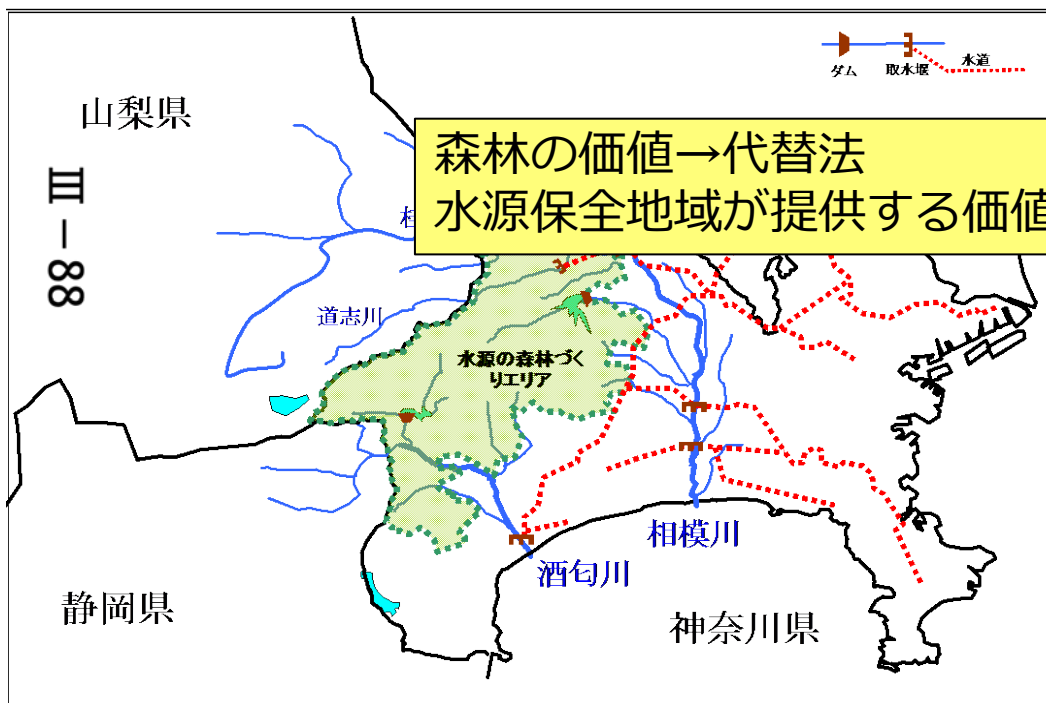 ダム
取水堰
水道
山梨県
Ⅲ－88
森林の価値→代替法
水源保全地域が提供する価値
道志川
水源の森林づく
りエリア
相模川
酒匂川
静岡県
神奈川県